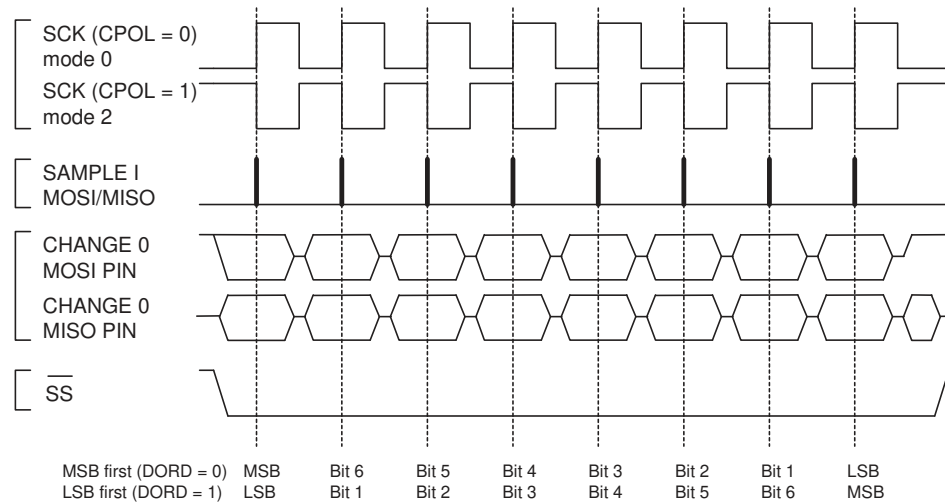 SCK (CPOL = 0)
mode 0
SCK (CPOL = 1)
mode 2
SAMPLE I
MOSI/MISO
CHANGE 0
MOSI PIN
CHANGE 0
MISO PIN
SS
MSB first (DORD = 0) MSB Bit 6 Bit 5 Bit 4 Bit 3 Bit 2 Bit 1 LSB
LSB first (DORD = 1) LSB Bit 1 Bit 2 Bit 3 Bit 4 Bit 5 Bit 6 MSB